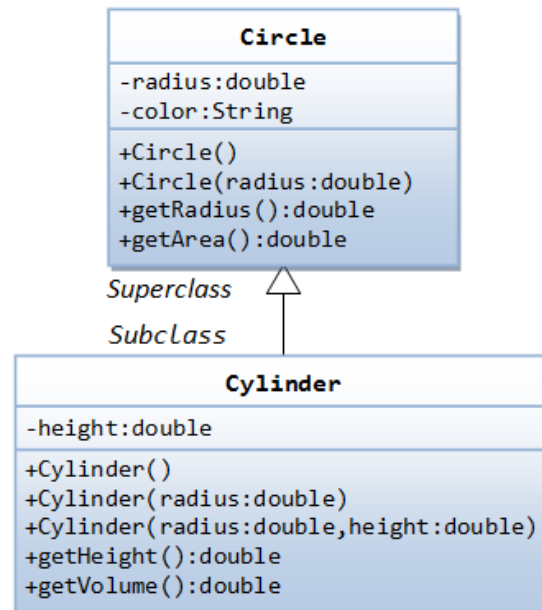 Circle
-radius:double
-color:String
+Circle()
+Circle(radius:double)
+getRadius():double
+getArea():double
Superclass
Subclass
Cylinder
-height:double
+Cylinder()
+Cylinder(radius:double)
+Cylinder(radius:double,height:double)
+getHeight():double
+getVolume():double